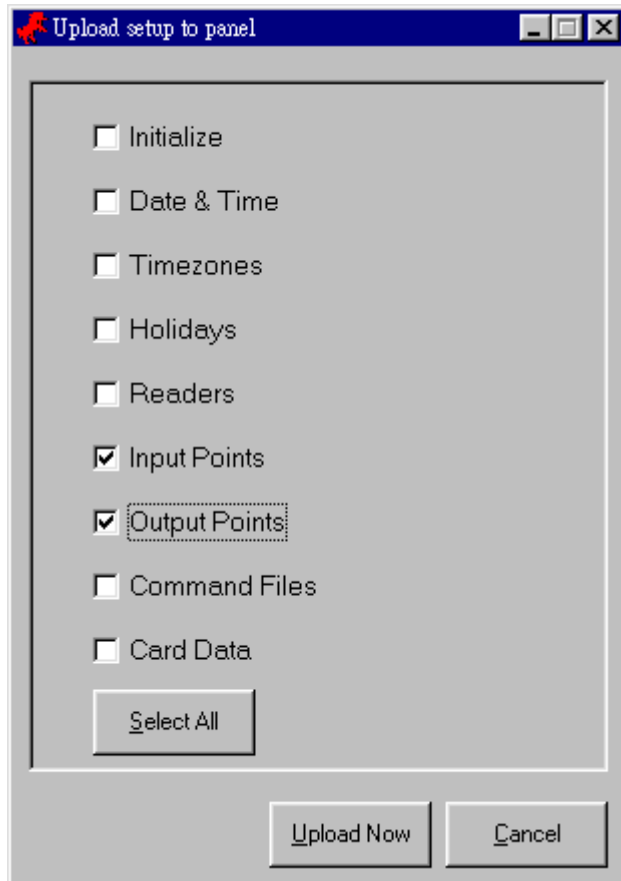 Upload setup to panel
Initialize
Date & Time
Timezones
Holidays
Readers
Input Points
Output Points
Command Files
Card Data
Select All
Upload Now
Cancel